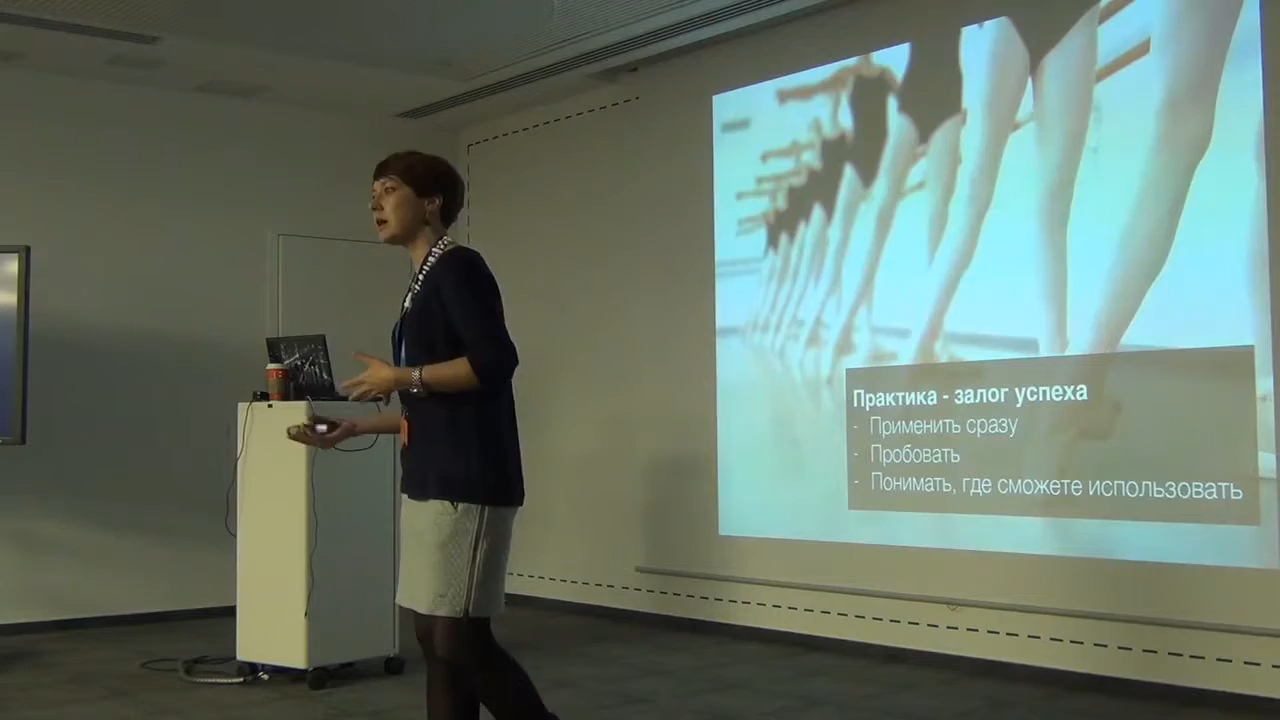 Практика - залог успеха
- Применить сразу
- Пробовать
- Понимать, где сможете использовать